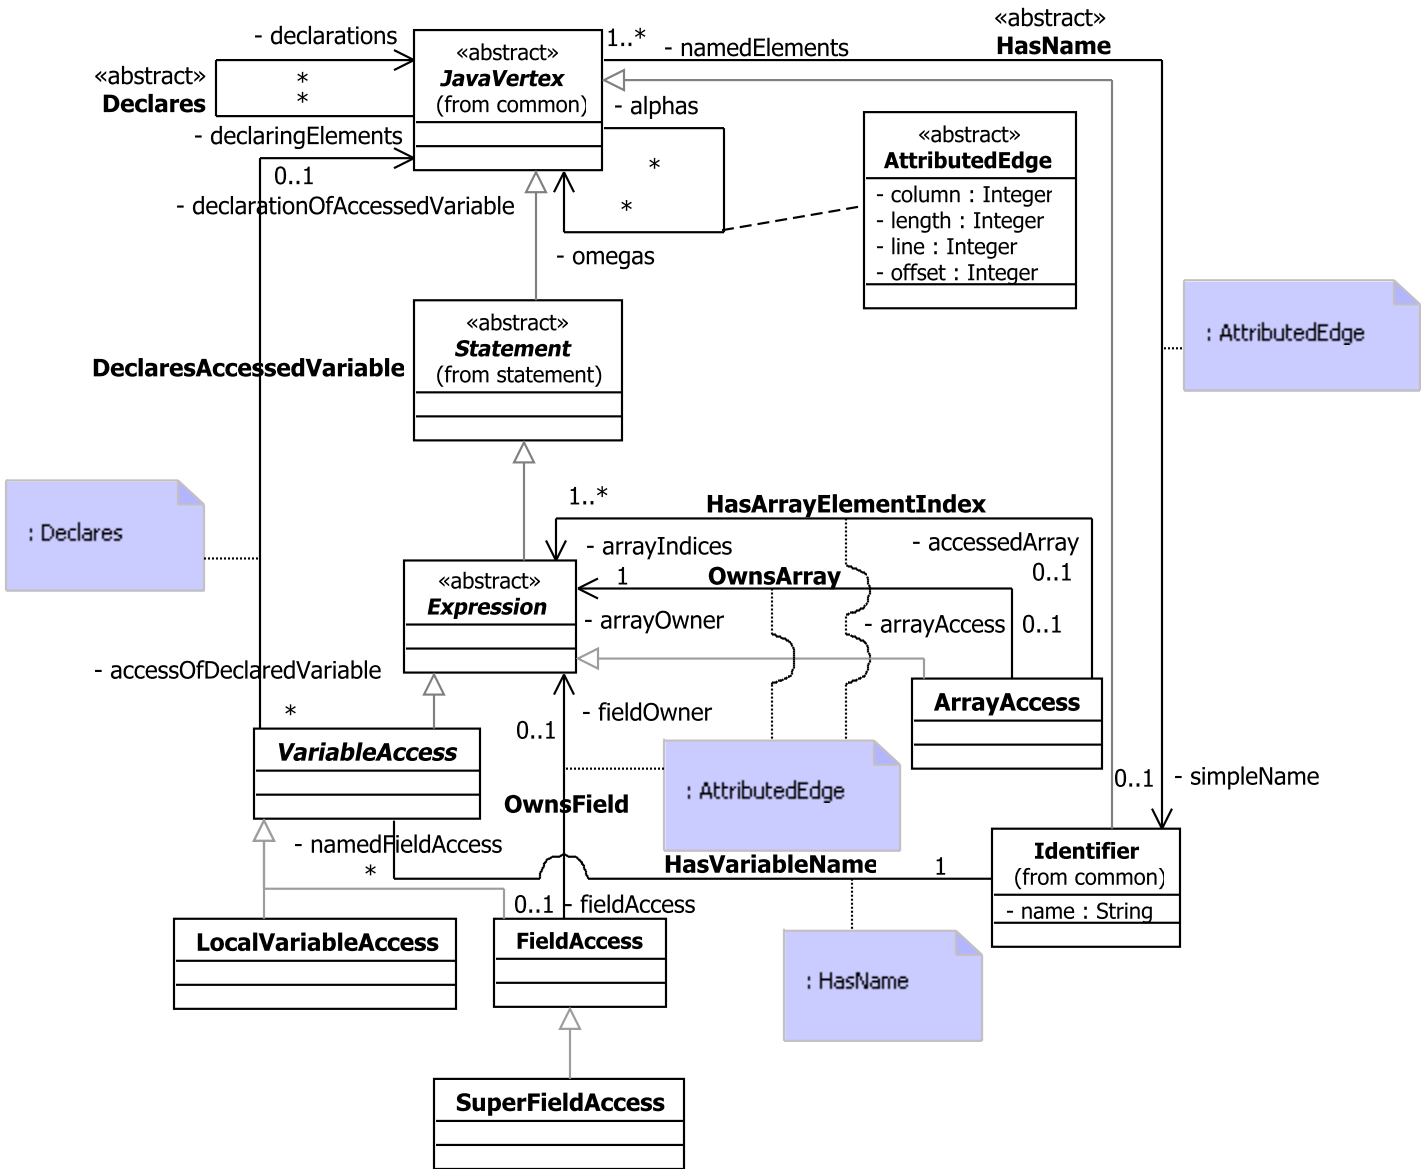 «abstract»
HasName
- declarations
1..*
- namedElements
«abstract»
JavaVertex
(from common)
«abstract»
Declares
*
*
- alphas
- declaringElements
0..1
- declarationOfAccessedVariable
*
*
- omegas
«abstract»
AttributedEdge
- column : Integer
- length : Integer
- line : Integer
- offset : Integer
: AttributedEdge
«abstract»
Statement
(from statement)
DeclaresAccessedVariable
: Declares
1..*
HasArrayElementIndex
- arrayIndices
- accessedArray
0..1
1
OwnsArray
«abstract»
Expression
- arrayOwner
- arrayAccess
0..1
- accessOfDeclaredVariable
*
ArrayAccess
- fieldOwner
0..1
VariableAccess
: AttributedEdge
0..1
- simpleName
OwnsField
- namedFieldAccess
*
HasVariableName
1
Identifier
(from common)
- name : String
0..1
- fieldAccess
LocalVariableAccess
FieldAccess
: HasName
SuperFieldAccess